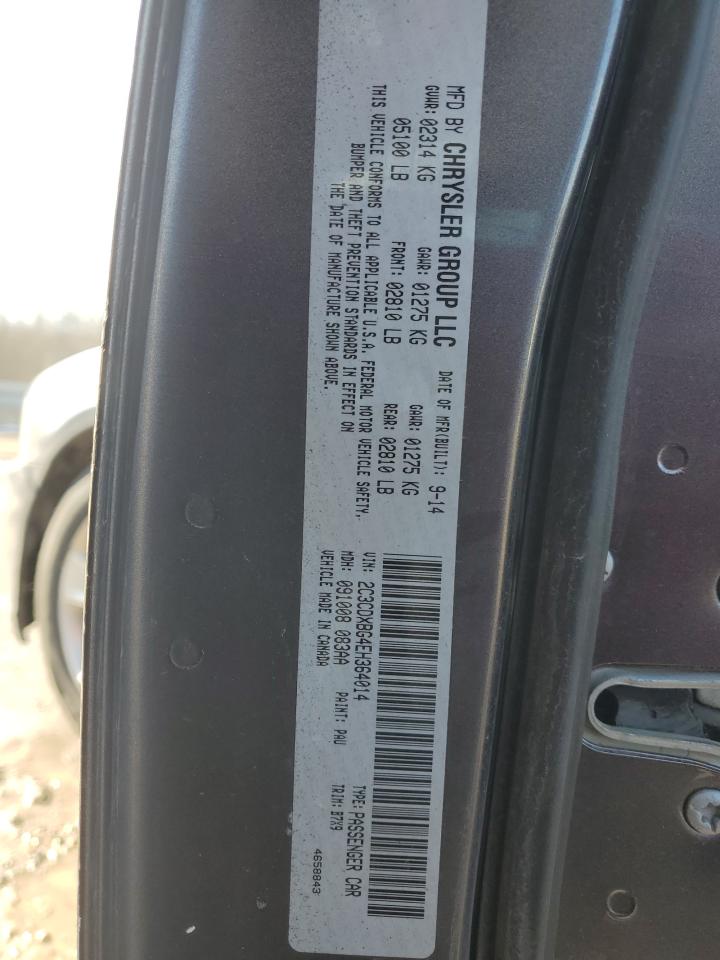 MFD BY CHRYSLER GROUP LLC DATE OF MFR(BUILT): 9-14
GVWR: 02314 KG GAWR: 01275 KG GAWR: 01275 KG
05100 LB FRONT: 02810 LB REAR: 02810 LB
THIS VEHICLE CONFORMS TO ALL APPLICABLE U.S.A. FEDERAL MOTOR VEHICLE SAFETY,
BUMPER AND THEFT PREVENTION STANDARDS IN EFFECT ON
THE DATE OF MANUFACTURE SHOWN ABOVE.
VIN: 2C3CDXBG4EH364014 TYPE: PASSENGER CAR
MDH: 091008 083AA PAINT: PAU TRIM: B7X9
VEHICLE MADE IN CANADA
4658843